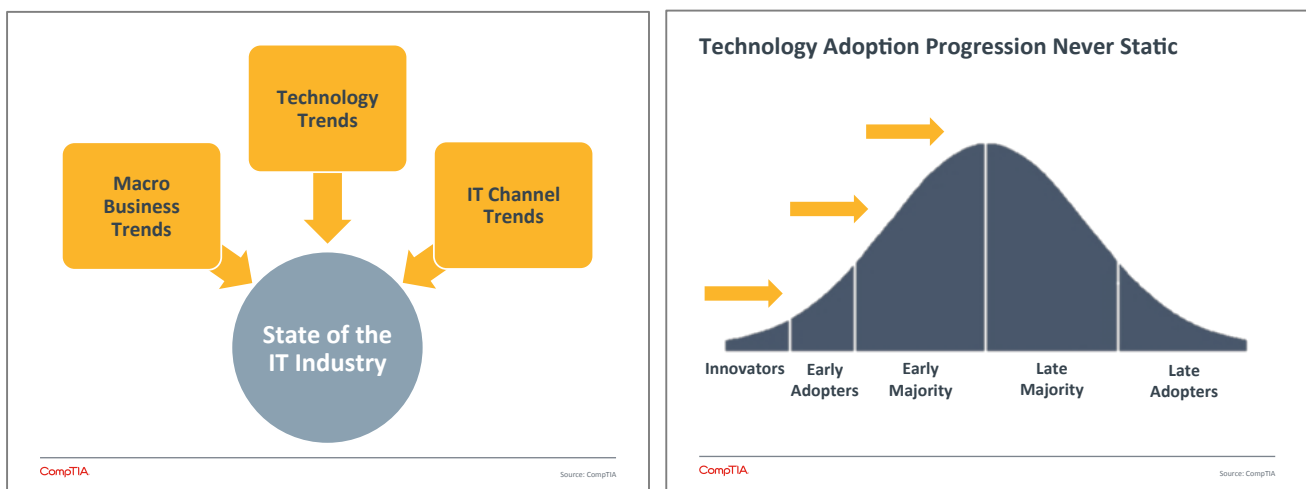 Technology
Trends
Macro
Business
Trends
IT Channel
Trends
State of the
IT Industry
CompTIA
Source: CompTIA
Technology Adoption Progression Never Static
Innovators
Early
Adopters
Early
Majority
Late
Majority
Late
Adopters
CompTIA
Source: CompTIA